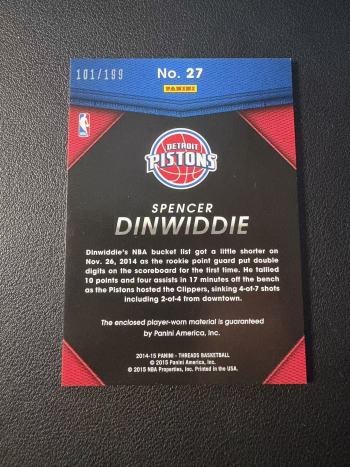 101/199
No. 27
PANINI
NBA
DETROIT
PISTONS
SPENCER
DINWIDDIE
Dinwiddie's NBA bucket list got a little shorter on
Nov. 26, 2014 as the rookie point guard put double
digits on the scoreboard for the first time. He tallied
10 points and four assists in 17 minutes off the bench
as the Pistons hosted the Clippers, sinking 4-of-7 shots
including 2-of-4 from downtown.
The enclosed player-worn material is guaranteed
by Panini America, Inc.
2014-15 PANINI - THREADS BASKETBALL
© 2015 Panini America, Inc.
© 2015 NBA Properties, Inc. Printed in the USA.